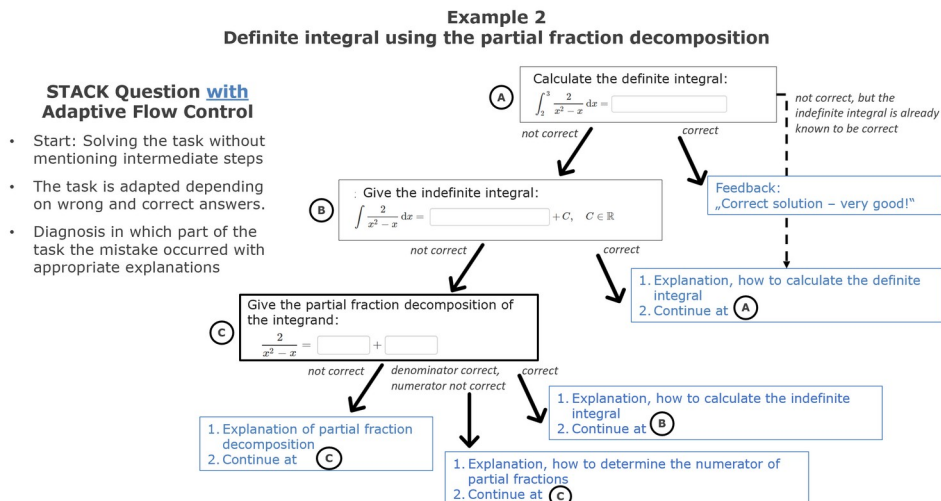 Example 2
Definite integral using the partial fraction decomposition
STACK Question with
Adaptive Flow Control
• Start: Solving the task without
mentioning intermediate steps
• The task is adapted depending
on wrong and correct answers.
• Diagnosis in which part of the
task the mistake occurred with
appropriate explanations
A
Calculate the definite integral:
∫₂³ 2/(x² − x) dx =
not correct
correct
not correct, but the
indefinite integral is already
known to be correct
Feedback:
„Correct solution – very good!“
B
: Give the indefinite integral:
∫ 2/(x² − x) dx = + C, C ∈ ℝ
not correct
correct
1. Explanation, how to calculate the definite
integral
2. Continue at A
C
Give the partial fraction decomposition of
the integrand:
2/(x² − x) = +
not correct
denominator correct,
numerator not correct
correct
1. Explanation, how to calculate the indefinite
integral
2. Continue at B
1. Explanation of partial fraction
decomposition
2. Continue at C
1. Explanation, how to determine the numerator of
partial fractions
2. Continue at C